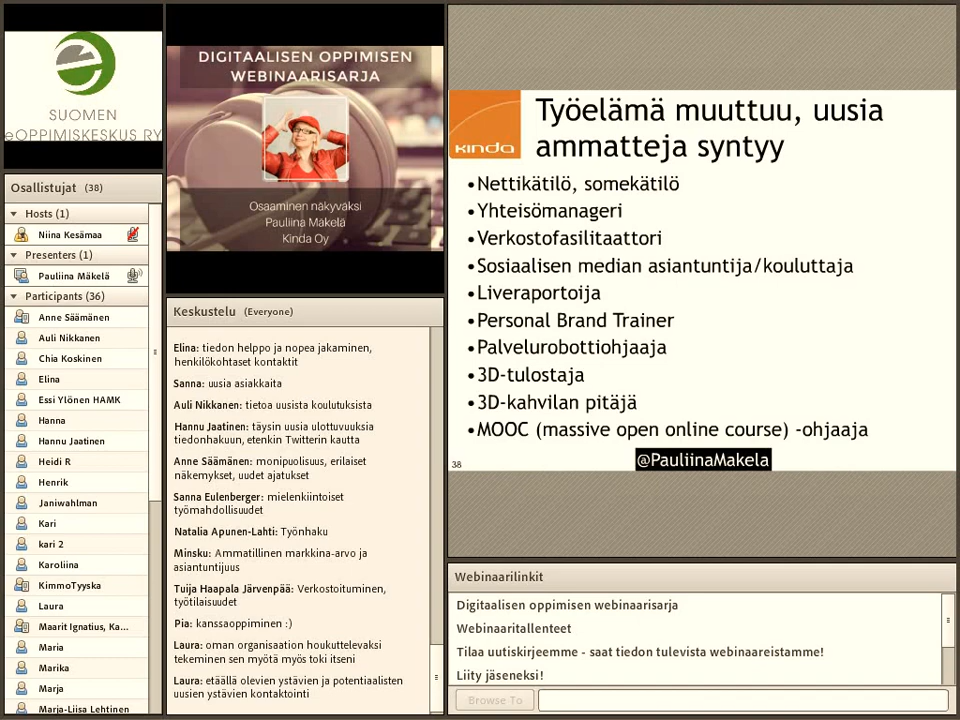 SUOMEN
eOPPIMISKESKUS RY
Osallistujat (38)
Hosts (1)
Niina Kesämaa
Presenters (1)
Pauliina Mäkelä
Participants (36)
Anne Säämänen
Auli Nikkanen
Chia Koskinen
Elina
Essi Ylönen HAMK
Hanna
Hannu Jaatinen
Heidi R
Henrik
Janiwahlman
Kari
kari 2
Karoliina
KimmoTyyska
Laura
Maarit Ignatius, Ka...
Maria
Marika
Marja
Marja-Liisa Lehtinen
DIGITAALISEN OPPIMISEN
WEBINAARISARJA
Osaaminen näkyväksi
Pauliina Mäkelä
Kinda Oy
Keskustelu (Everyone)
Elina: tiedon helppo ja nopea jakaminen,
henkilökohtaset kontaktit
Sanna: uusia asiakkaita
Auli Nikkanen: tietoa uusista koulutuksista
Hannu Jaatinen: täysin uusia ulottuvuuksia
tiedonhakuun, etenkin Twitterin kautta
Anne Säämänen: monipuolisuus, erilaiset
näkemykset, uudet ajatukset
Sanna Eulenberger: mielenkiintoiset
työmahdollisuudet
Natalia Apunen-Lahti: Työnhaku
Minsku: Ammatillinen markkina-arvo ja
asiantuntijuus
Tuija Haapala Järvenpää: Verkostoituminen,
työtilaisuudet
Pia: kanssaoppiminen :)
Laura: oman organisaation houkuttelevaksi
tekeminen sen myötä myös toki itseni
Laura: etäällä olevien ystävien ja potentiaalisten
uusien ystävien kontaktointi
kinda
Työelämä muuttuu, uusia
ammatteja syntyy
•Nettikätilö, somekätilö
•Yhteisömanageri
•Verkostofasilitaattori
•Sosiaalisen median asiantuntija/kouluttaja
•Liveraportoija
•Personal Brand Trainer
•Palvelurobottiohjaaja
•3D-tulostaja
•3D-kahvilan pitäjä
•MOOC (massive open online course) -ohjaaja
38
@PauliinaMakela
Webinaarilinkit
Digitaalisen oppimisen webinaarisarja
Webinaaritallenteet
Tilaa uutiskirjeemme - saat tiedon tulevista webinaareistamme!
Liity jäseneksi!
Browse To